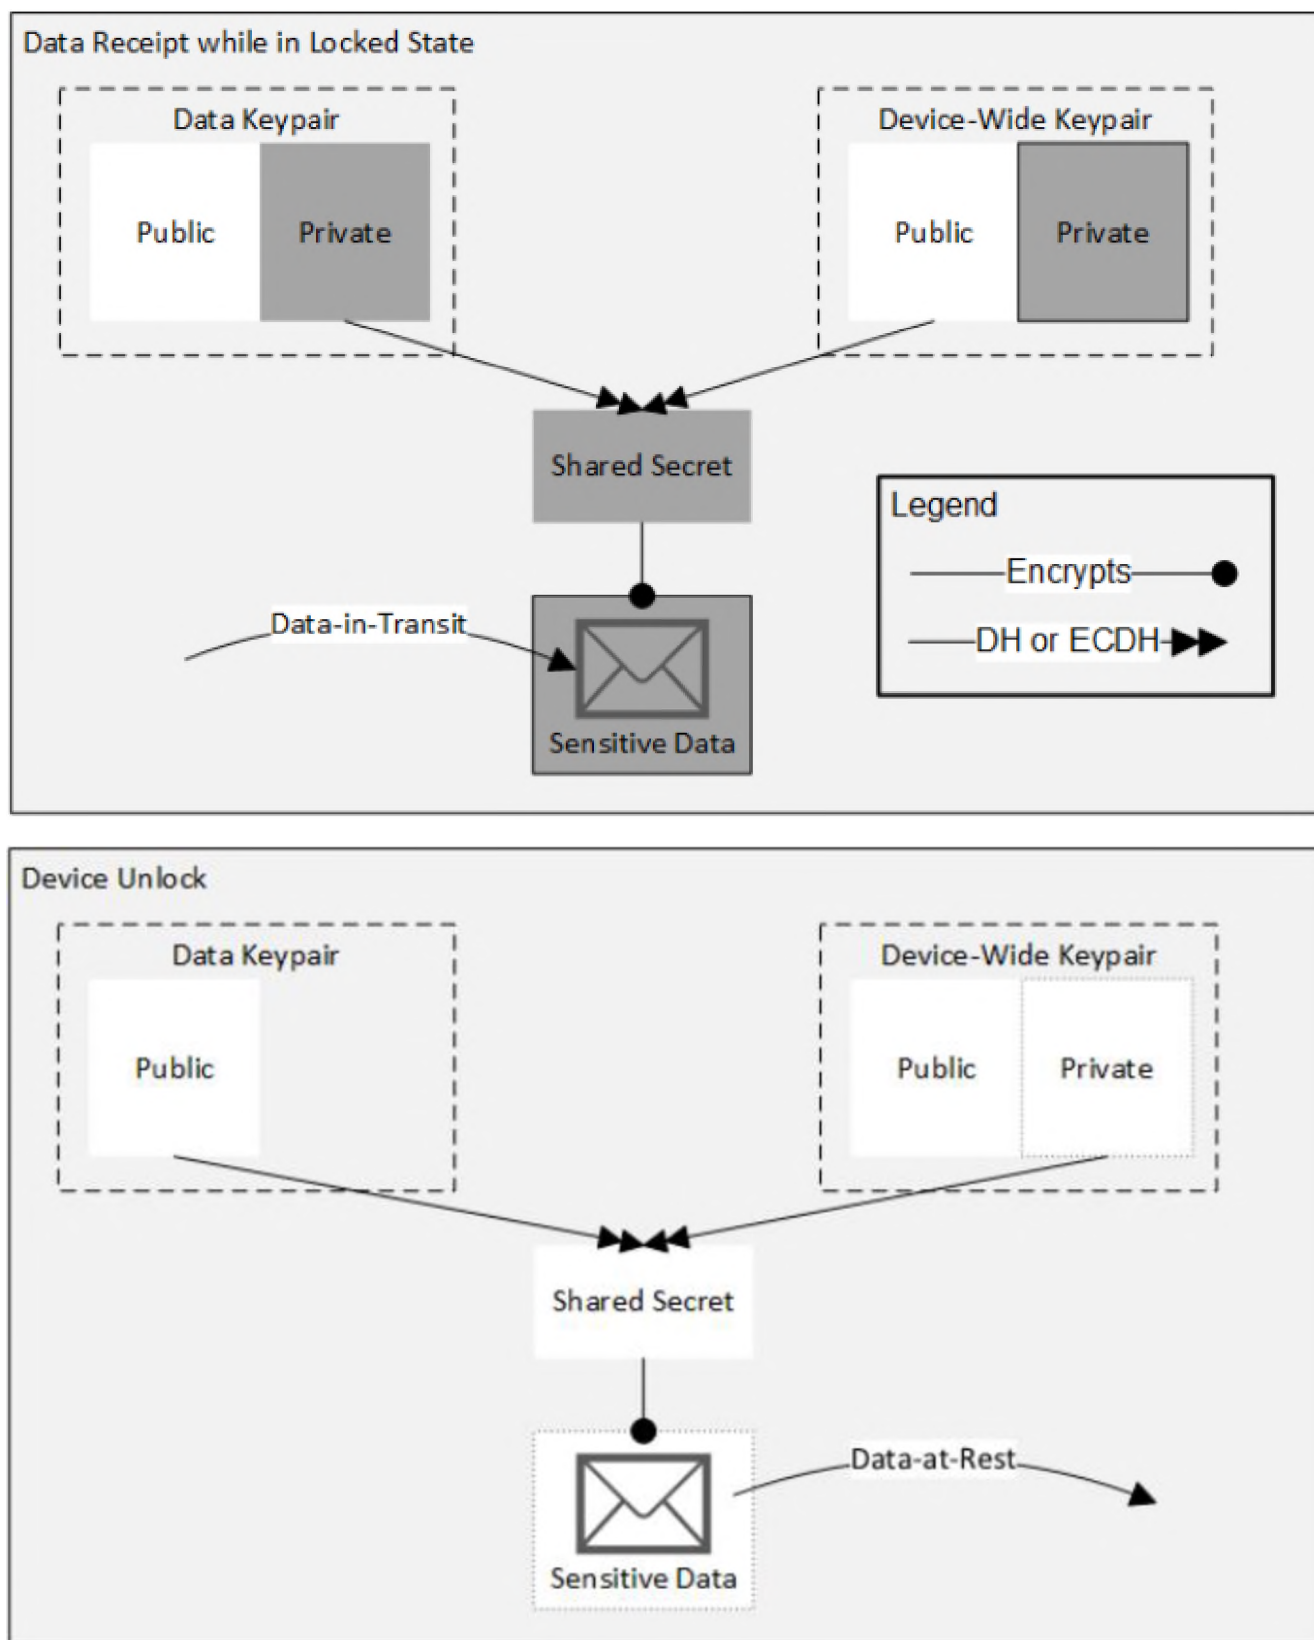 Data Receipt while in Locked State
Data Keypair
Device-Wide Keypair
Public
Private
Public
Private
Shared Secret
Legend
Encrypts
DH or ECDH
Data-in-Transit
Sensitive Data
Device Unlock
Data Keypair
Device-Wide Keypair
Public
Public
Private
Shared Secret
Data-at-Rest
Sensitive Data